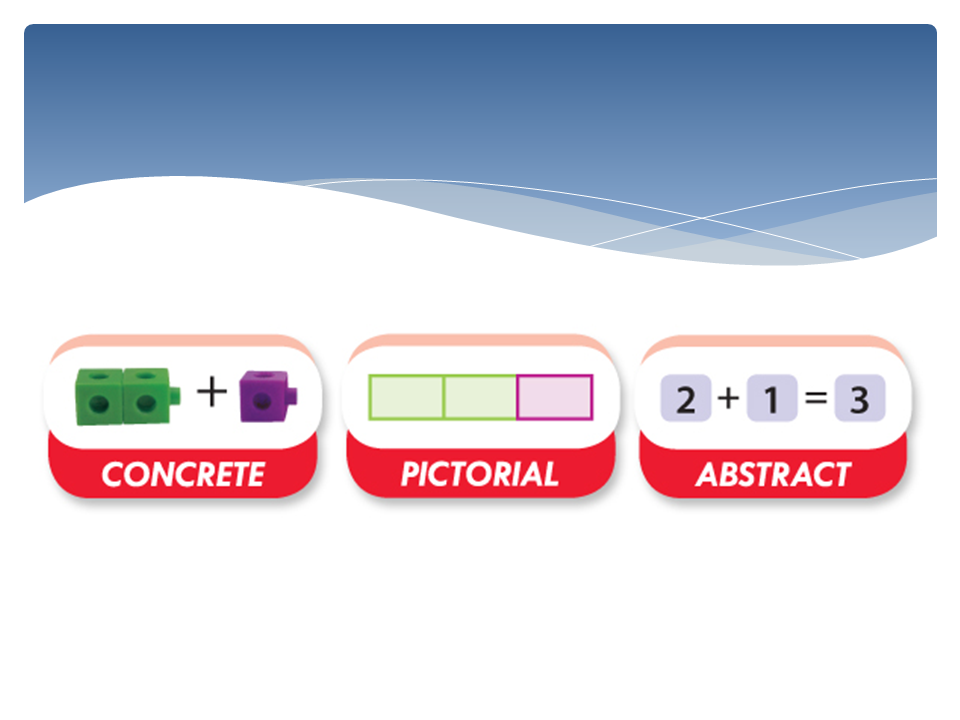 +
CONCRETE
PICTORIAL
2 + 1 = 3
ABSTRACT